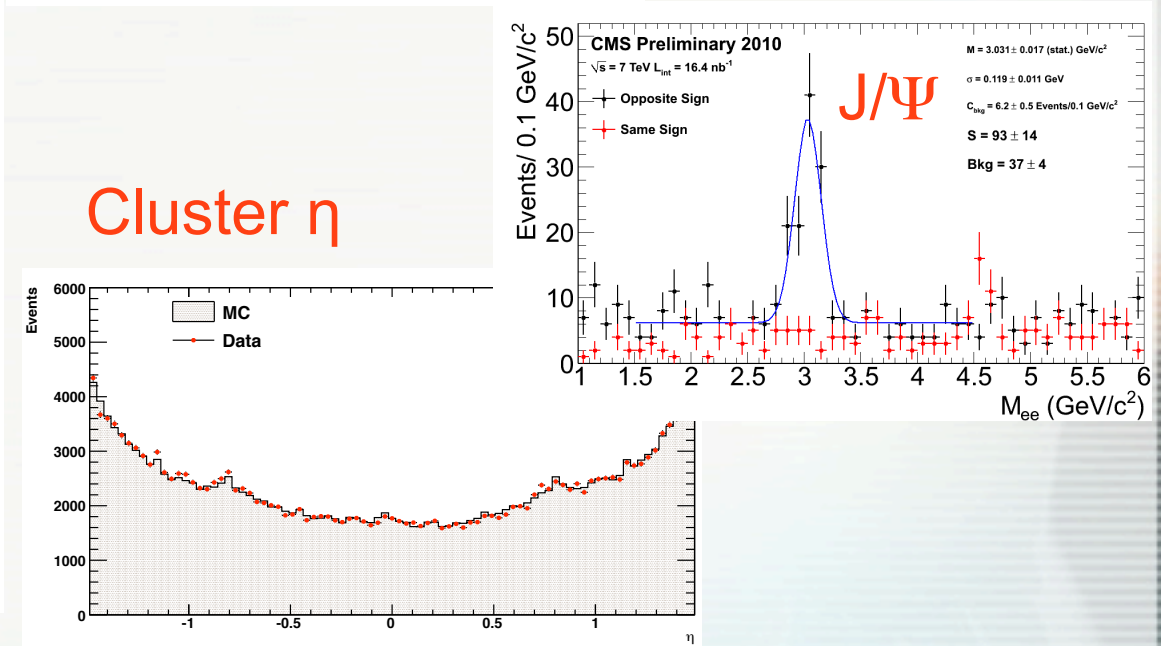 Cluster η
Events
6000
5000
4000
3000
2000
1000
0
MC
Data
-1
-0.5
0
0.5
1
η
Events/ 0.1 GeV/c²
50
40
30
20
10
0
CMS Preliminary 2010
√s = 7 TeV L_int = 16.4 nb⁻¹
Opposite Sign
Same Sign
J/Ψ
M = 3.031 ± 0.017 (stat.) GeV/c²
σ = 0.119 ± 0.011 GeV
C_bkg = 6.2 ± 0.5 Events/0.1 GeV/c²
S = 93 ± 14
Bkg = 37 ± 4
1 1.5 2 2.5 3 3.5 4 4.5 5 5.5 6
M_ee (GeV/c²)